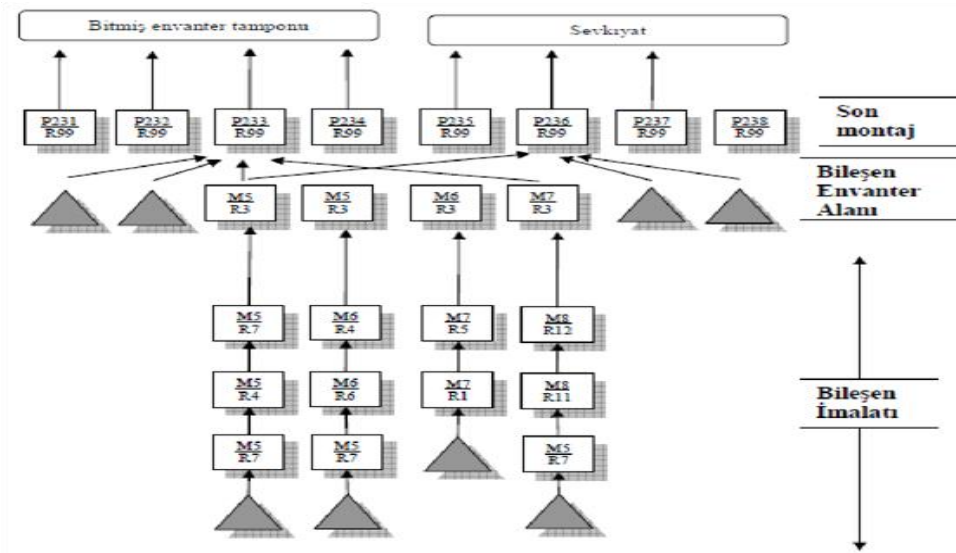 Bitmiş envanter tamponu
Sevkıyat
P231
R99
P232
R99
P233
R99
P234
R99
P235
R99
P236
R99
P237
R99
P238
R99
Son
montaj
M5
R3
M5
R3
M6
R3
M7
R3
Bileşen
Envanter
Alanı
M5
R7
M6
R4
M7
R5
M8
R12
M5
R4
M6
R6
M7
R1
M8
R11
Bileşen
İmalatı
M5
R7
M5
R7
M5
R7